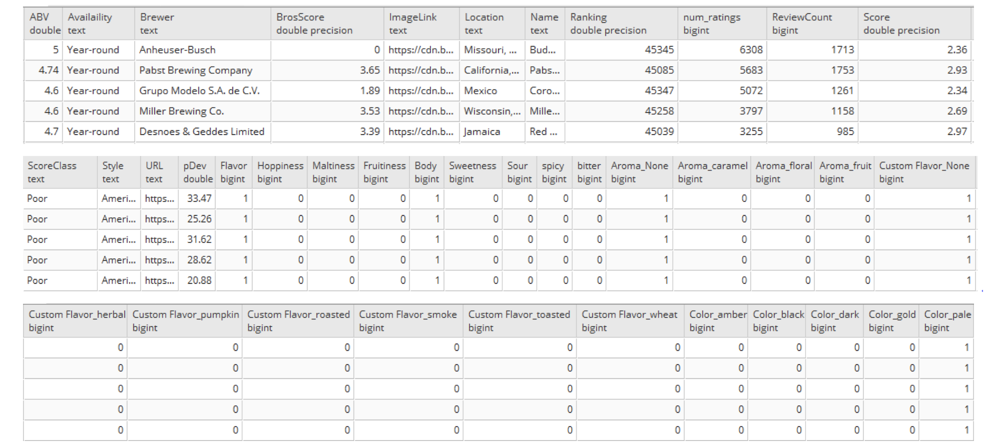 ABV Availaility Brewer BrosScore ImageLink Location Name Ranking num_ratings ReviewCount Score
double text text double precision text text text double precision bigint bigint double precision
5 Year-round Anheuser-Busch 0 https://cdn.b... Missouri, ... Bud... 45345 6308 1713 2.36
4.74 Year-round Pabst Brewing Company 3.65 https://cdn.b... California,... Pabs... 45085 5683 1753 2.93
4.6 Year-round Grupo Modelo S.A. de C.V. 1.89 https://cdn.b... Mexico Coro... 45347 5072 1261 2.34
4.6 Year-round Miller Brewing Co. 3.53 https://cdn.b... Wisconsin,... Mille... 45258 3797 1158 2.69
4.7 Year-round Desnoes & Geddes Limited 3.39 https://cdn.b... Jamaica Red ... 45039 3255 985 2.97
ScoreClass Style URL pDev Flavor Hoppiness Maltiness Fruitiness Body Sweetness Sour spicy bitter Aroma_None Aroma_caramel Aroma_floral Aroma_fruit Custom Flavor_None
text text text double bigint bigint bigint bigint bigint bigint bigint bigint bigint bigint bigint bigint bigint bigint
Poor Ameri... https... 33.47 1 0 0 0 1 0 0 0 0 1 0 0 0 1
Poor Ameri... https... 25.26 1 0 0 0 1 0 0 0 0 1 0 0 0 1
Poor Ameri... https... 31.62 1 0 0 0 1 0 0 0 0 1 0 0 0 1
Poor Ameri... https... 28.62 1 0 0 0 1 0 0 0 0 1 0 0 0 1
Poor Ameri... https... 20.88 1 0 0 0 1 0 0 0 0 1 0 0 0 1
Custom Flavor_herbal Custom Flavor_pumpkin Custom Flavor_roasted Custom Flavor_smoke Custom Flavor_toasted Custom Flavor_wheat Color_amber Color_black Color_dark Color_gold Color_pale
bigint bigint bigint bigint bigint bigint bigint bigint bigint bigint bigint
0 0 0 0 0 0 0 0 0 0 1
0 0 0 0 0 0 0 0 0 0 1
0 0 0 0 0 0 0 0 0 0 1
0 0 0 0 0 0 0 0 0 0 1
0 0 0 0 0 0 0 0 0 0 1